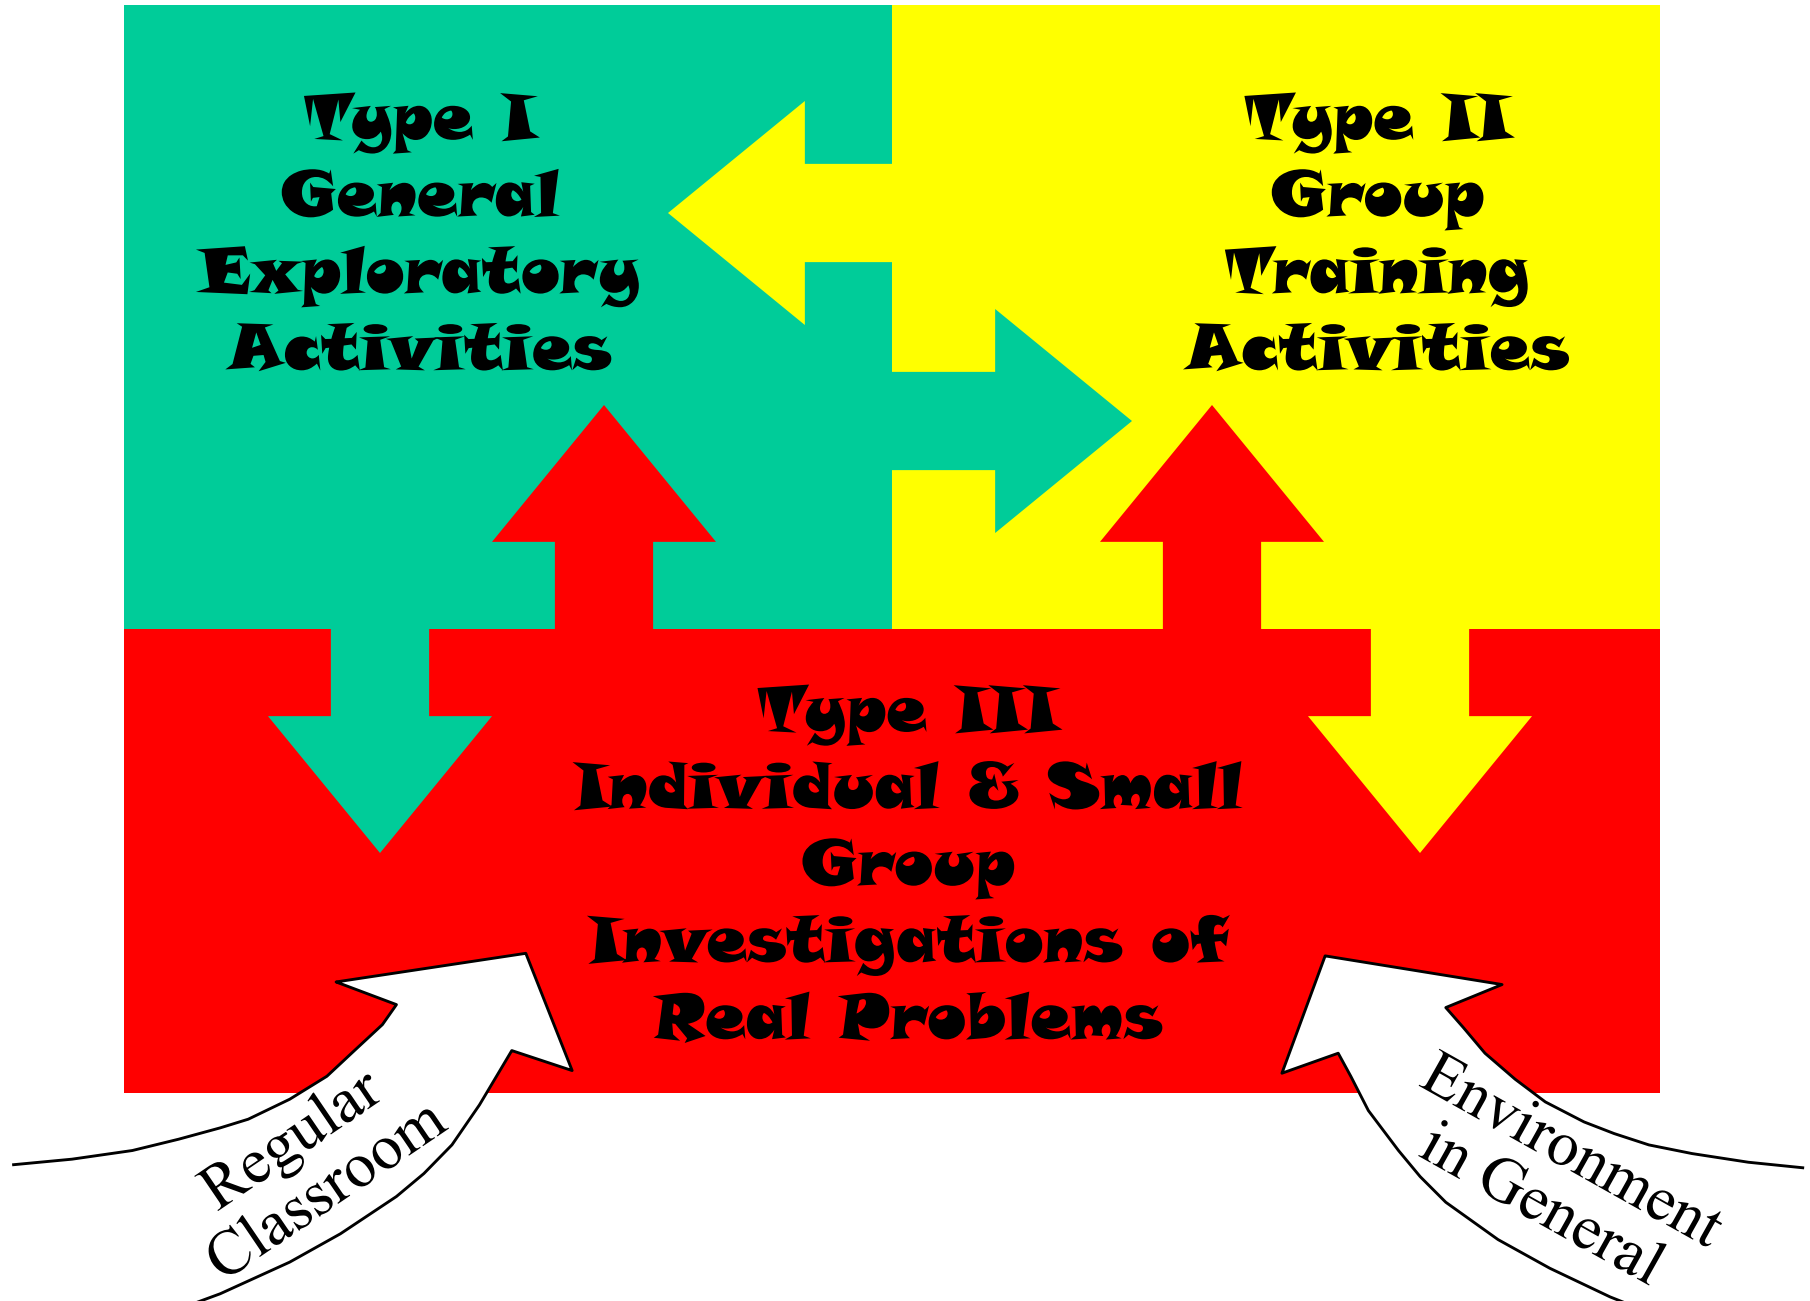 Type I
General
Exploratory
Activities
Type II
Group
Training
Activities
Type III
Individual & Small
Group
Investigations of
Real Problems
Regular
Classroom
Environment
in General